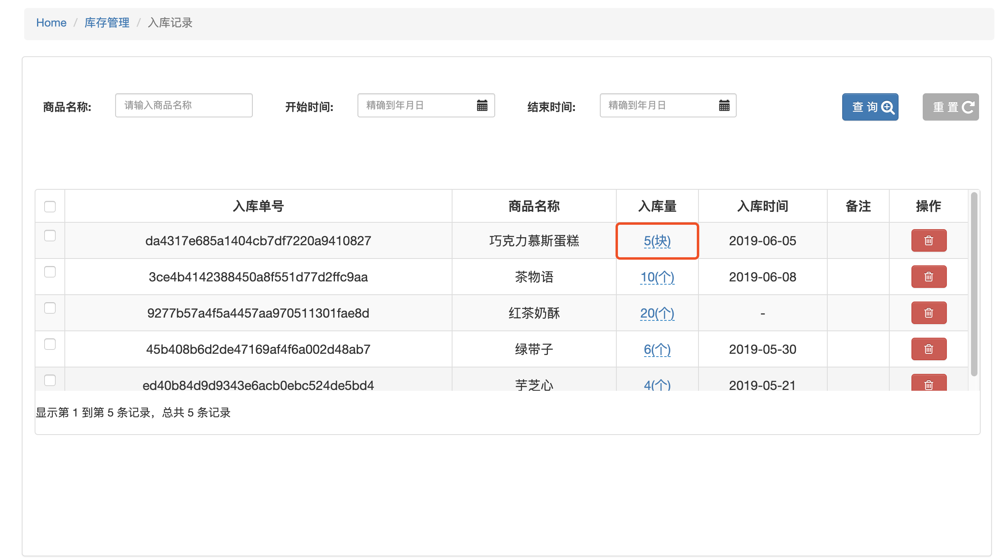 Home / 库存管理 / 入库记录
商品名称: 请输入商品名称 开始时间: 精确到年月日 结束时间: 精确到年月日 查 询 重 置
入库单号 商品名称 入库量 入库时间 备注 操作
da4317e685a1404cb7df7220a9410827 巧克力慕斯蛋糕 5(块) 2019-06-05
3ce4b4142388450a8f551d77d2ffc9aa 茶物语 10(个) 2019-06-08
9277b57a4f5a4457aa970511301fae8d 红茶奶酥 20(个) -
45b408b6d2de47169af4f6a002d48ab7 绿带子 6(个) 2019-05-30
ed40b84d9d9343e6acb0ebc524de5bd4 芋芝心 4(个) 2019-05-21
显示第 1 到第 5 条记录，总共 5 条记录